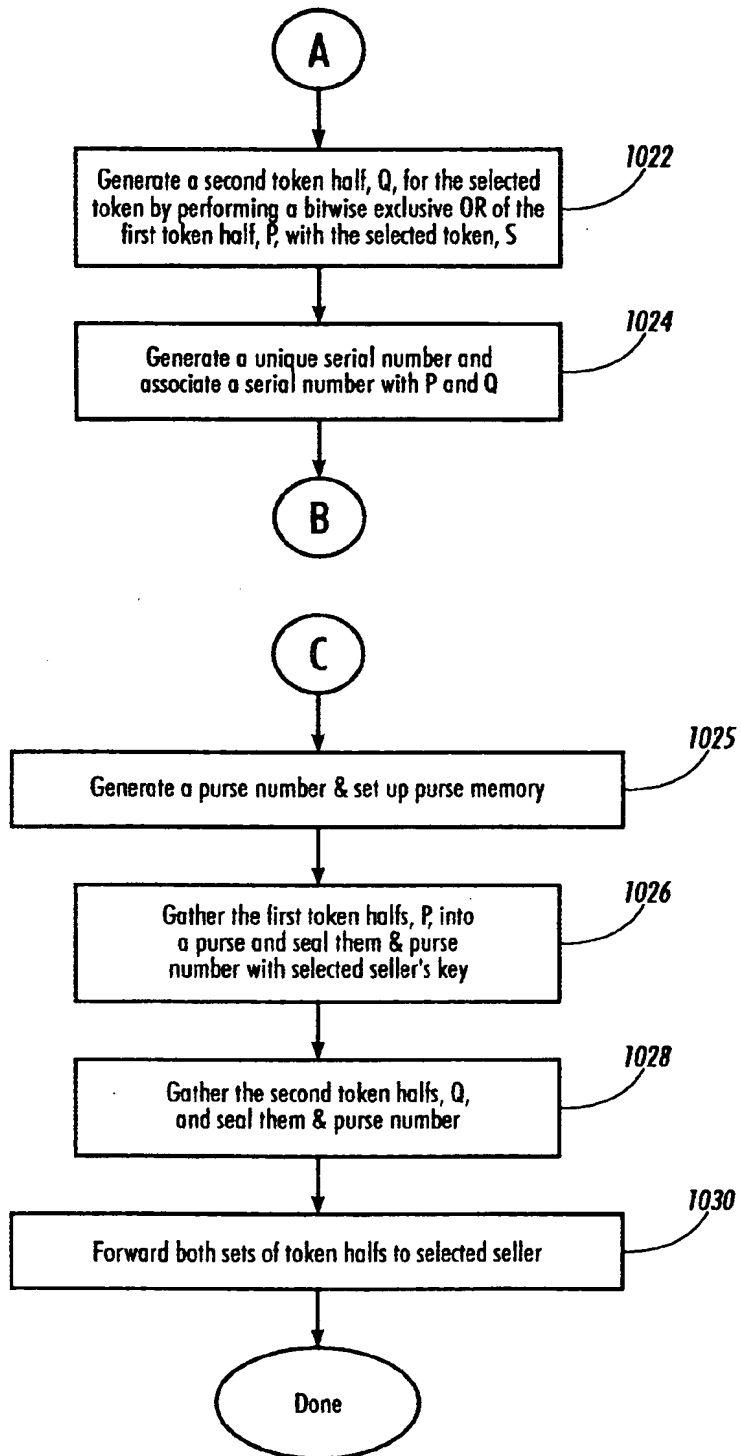 A
1022
Generate a second token half, Q, for the selected
token by performing a bitwise exclusive OR of the
first token half, P, with the selected token, S
1024
Generate a unique serial number and
associate a serial number with P and Q
B
C
1025
Generate a purse number & set up purse memory
1026
Gather the first token halfs, P, into
a purse and seal them & purse
number with selected seller's key
1028
Gather the second token halfs, Q,
and seal them & purse number
1030
Forward both sets of token halfs to selected seller
Done